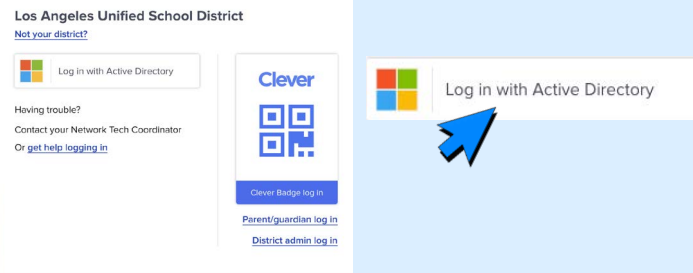 Los Angeles Unified School District
Not your district?
Log in with Active Directory
Having trouble?
Contact your Network Tech Coordinator
Or get help logging in
Clever
Clever Badge log in
Parent/guardian log in
District admin log in
Log in with Active Directory